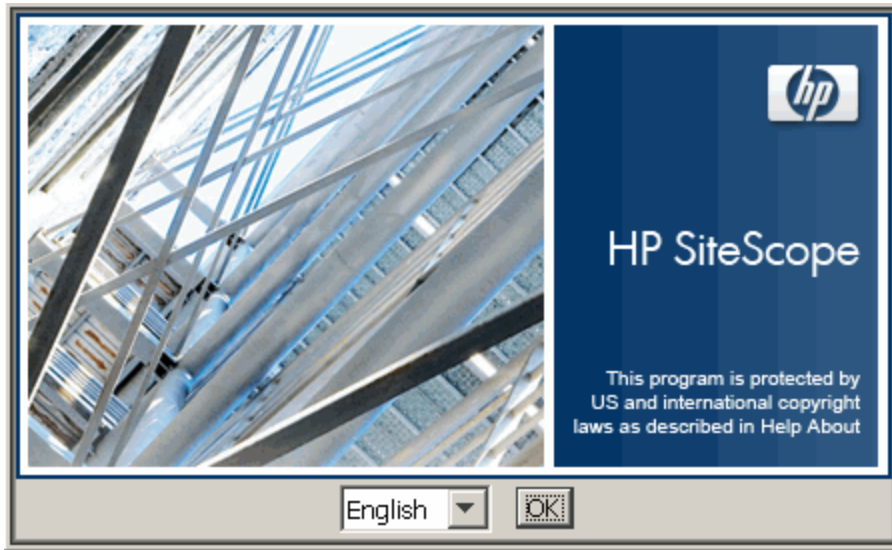 hp
HP SiteScope
This program is protected by
US and international copyright
laws as described in Help About
English
OK